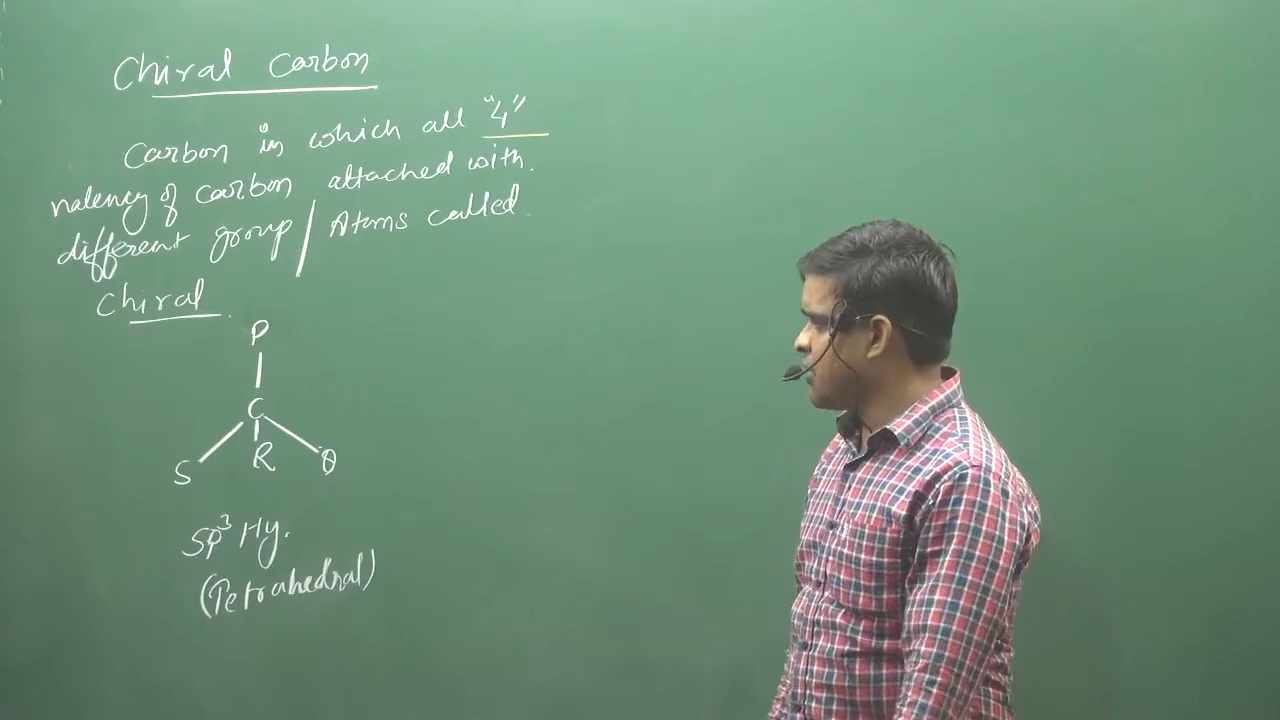 Chiral Carbon
Carbon in which all "4"
valency of carbon attached with.
different group / Atoms called.
Chiral.
P
C
S R Q
SP³ Hy.
(Tetrahedral)